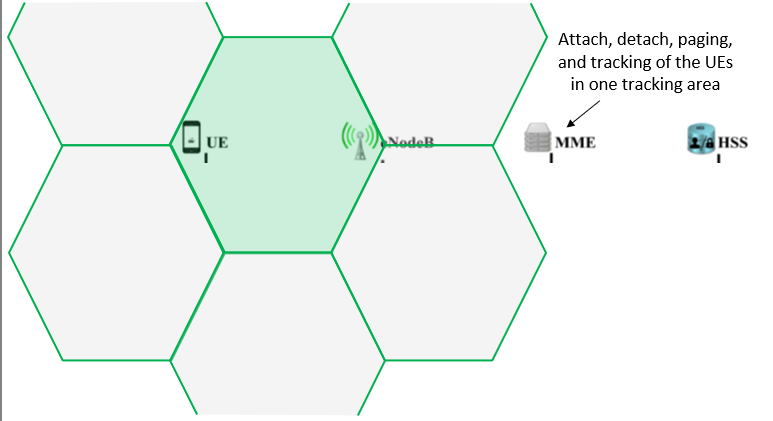 Attach, detach, paging,
and tracking of the UEs
in one tracking area
UE
eNodeB
MME
HSS